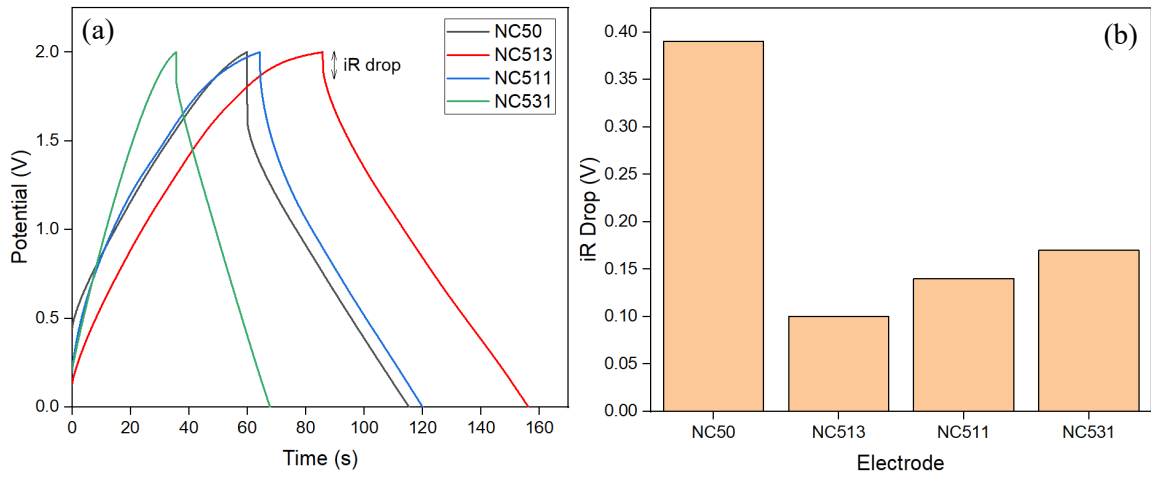 (a)
NC50
NC513
NC511
NC531
iR drop
2.0
1.5
1.0
0.5
0.0
Potential (V)
0 20 40 60 80 100 120 140 160
Time (s)
(b)
0.40
0.35
0.30
0.25
0.20
0.15
0.10
0.05
0.00
iR Drop (V)
NC50 NC513 NC511 NC531
Electrode